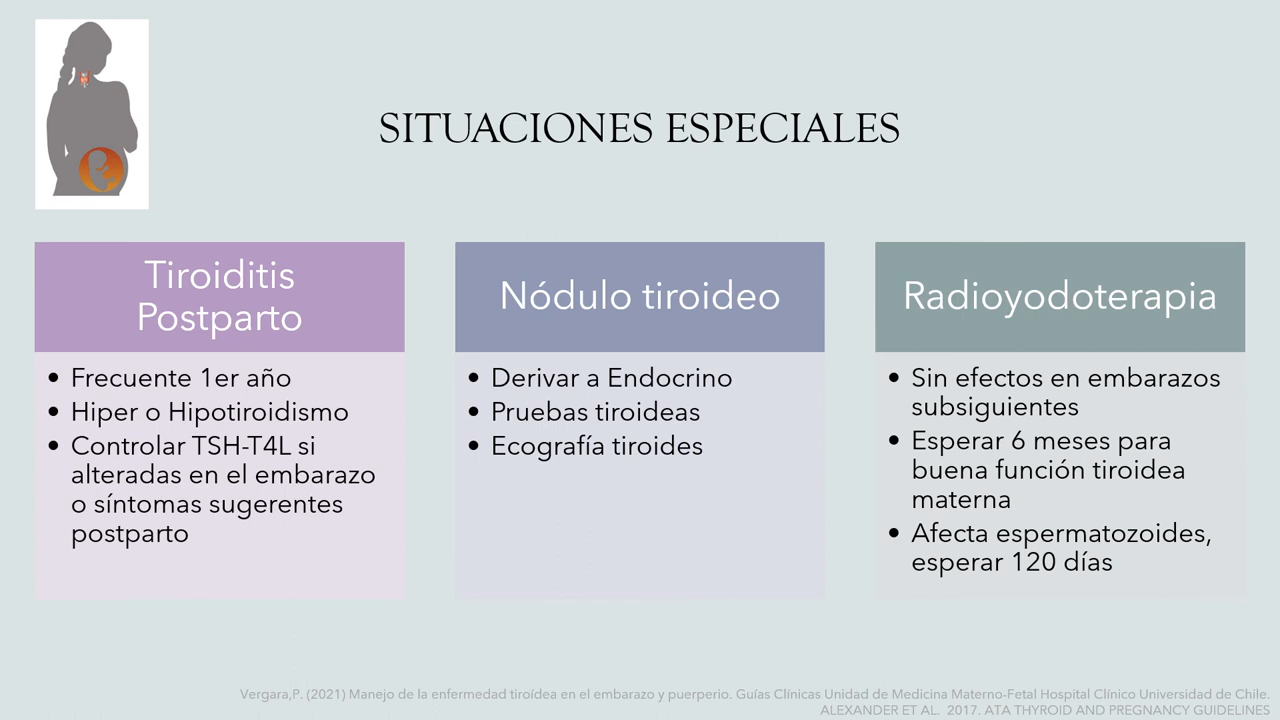 SITUACIONES ESPECIALES
Tiroiditis
Postparto
• Frecuente 1er año
• Hiper o Hipotiroidismo
• Controlar TSH-T4L si
alteradas en el embarazo
o síntomas sugerentes
postparto
Nódulo tiroideo
• Derivar a Endocrino
• Pruebas tiroideas
• Ecografía tiroides
Radioyodoterapia
• Sin efectos en embarazos
subsiguientes
• Esperar 6 meses para
buena función tiroidea
materna
• Afecta espermatozoides,
esperar 120 días
Vergara,P. (2021) Manejo de la enfermedad tiroídea en el embarazo y puerperio. Guías Clínicas Unidad de Medicina Materno-Fetal Hospital Clínico Universidad de Chile.
ALEXANDER ET AL. 2017. ATA THYROID AND PREGNANCY GUIDELINES